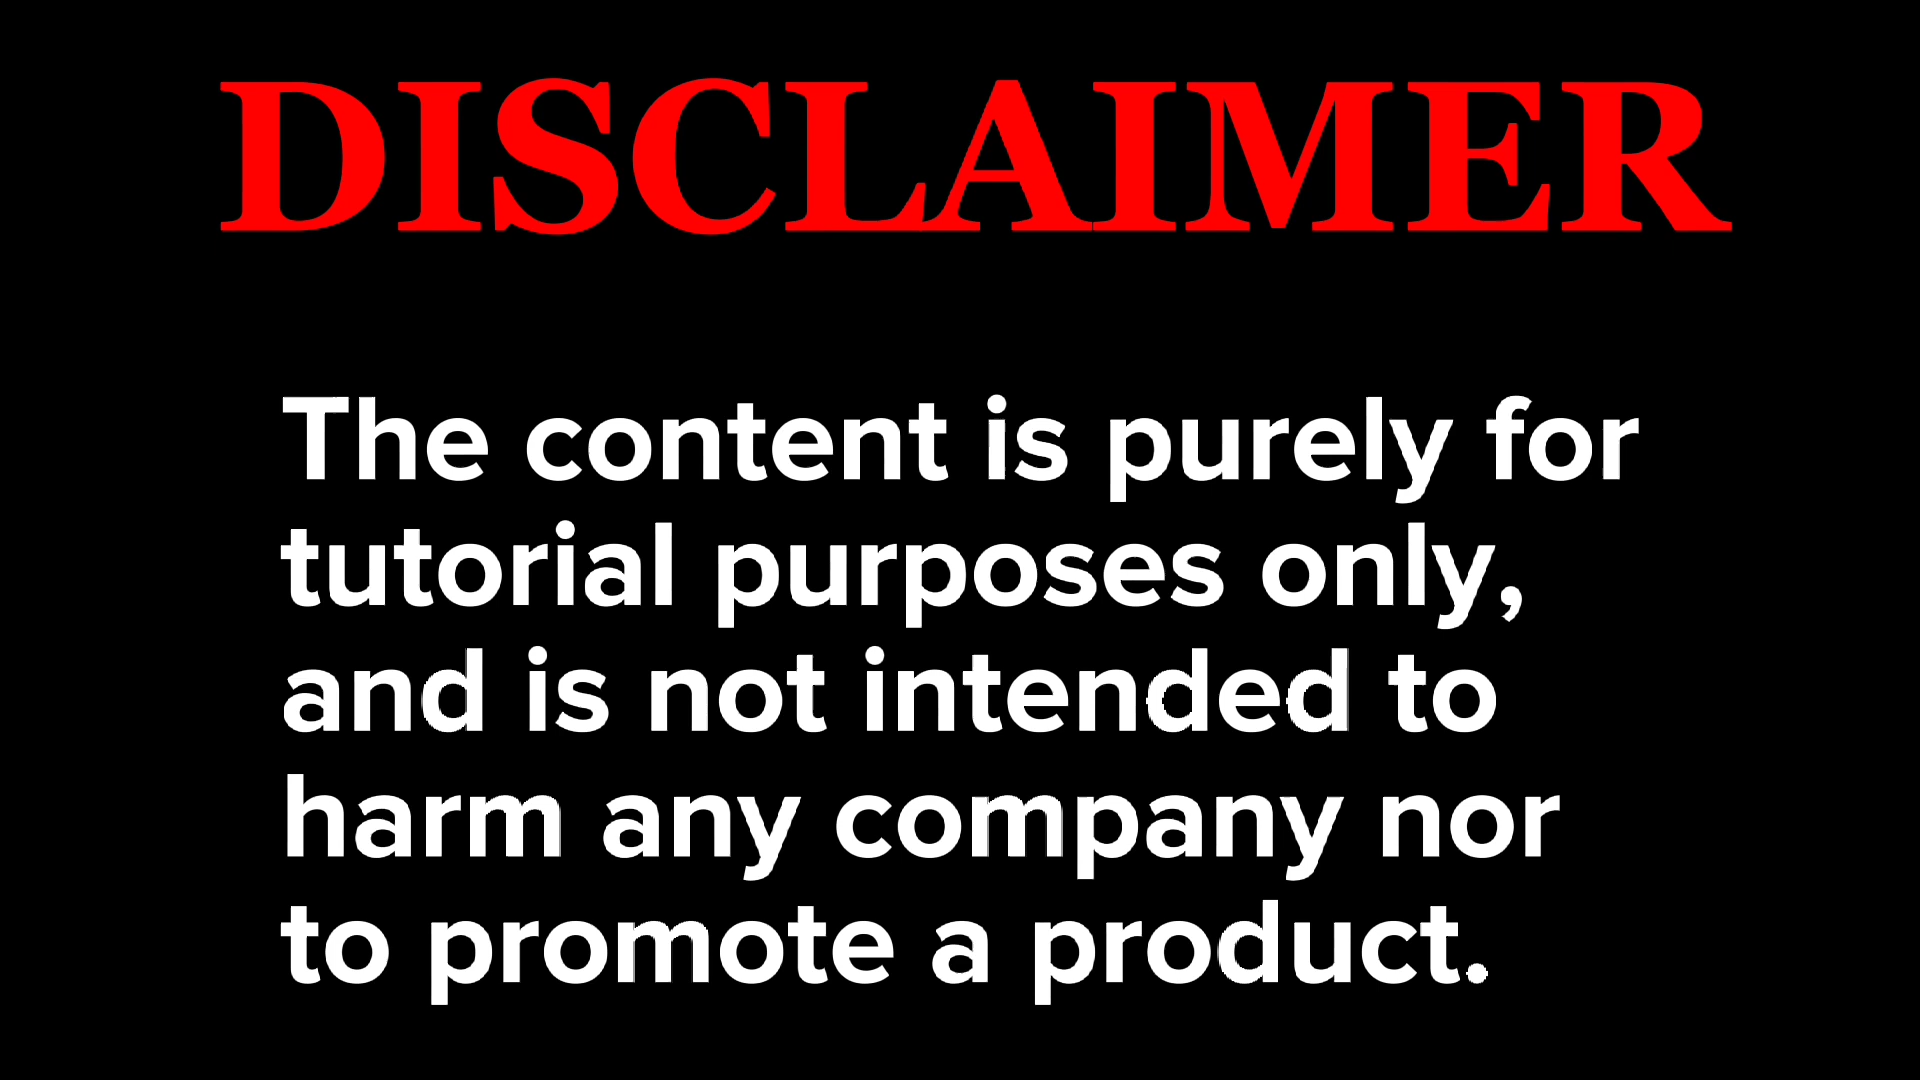 DISCLAIMER
The content is purely for
tutorial purposes only,
and is not intended to
harm any company nor
to promote a product.